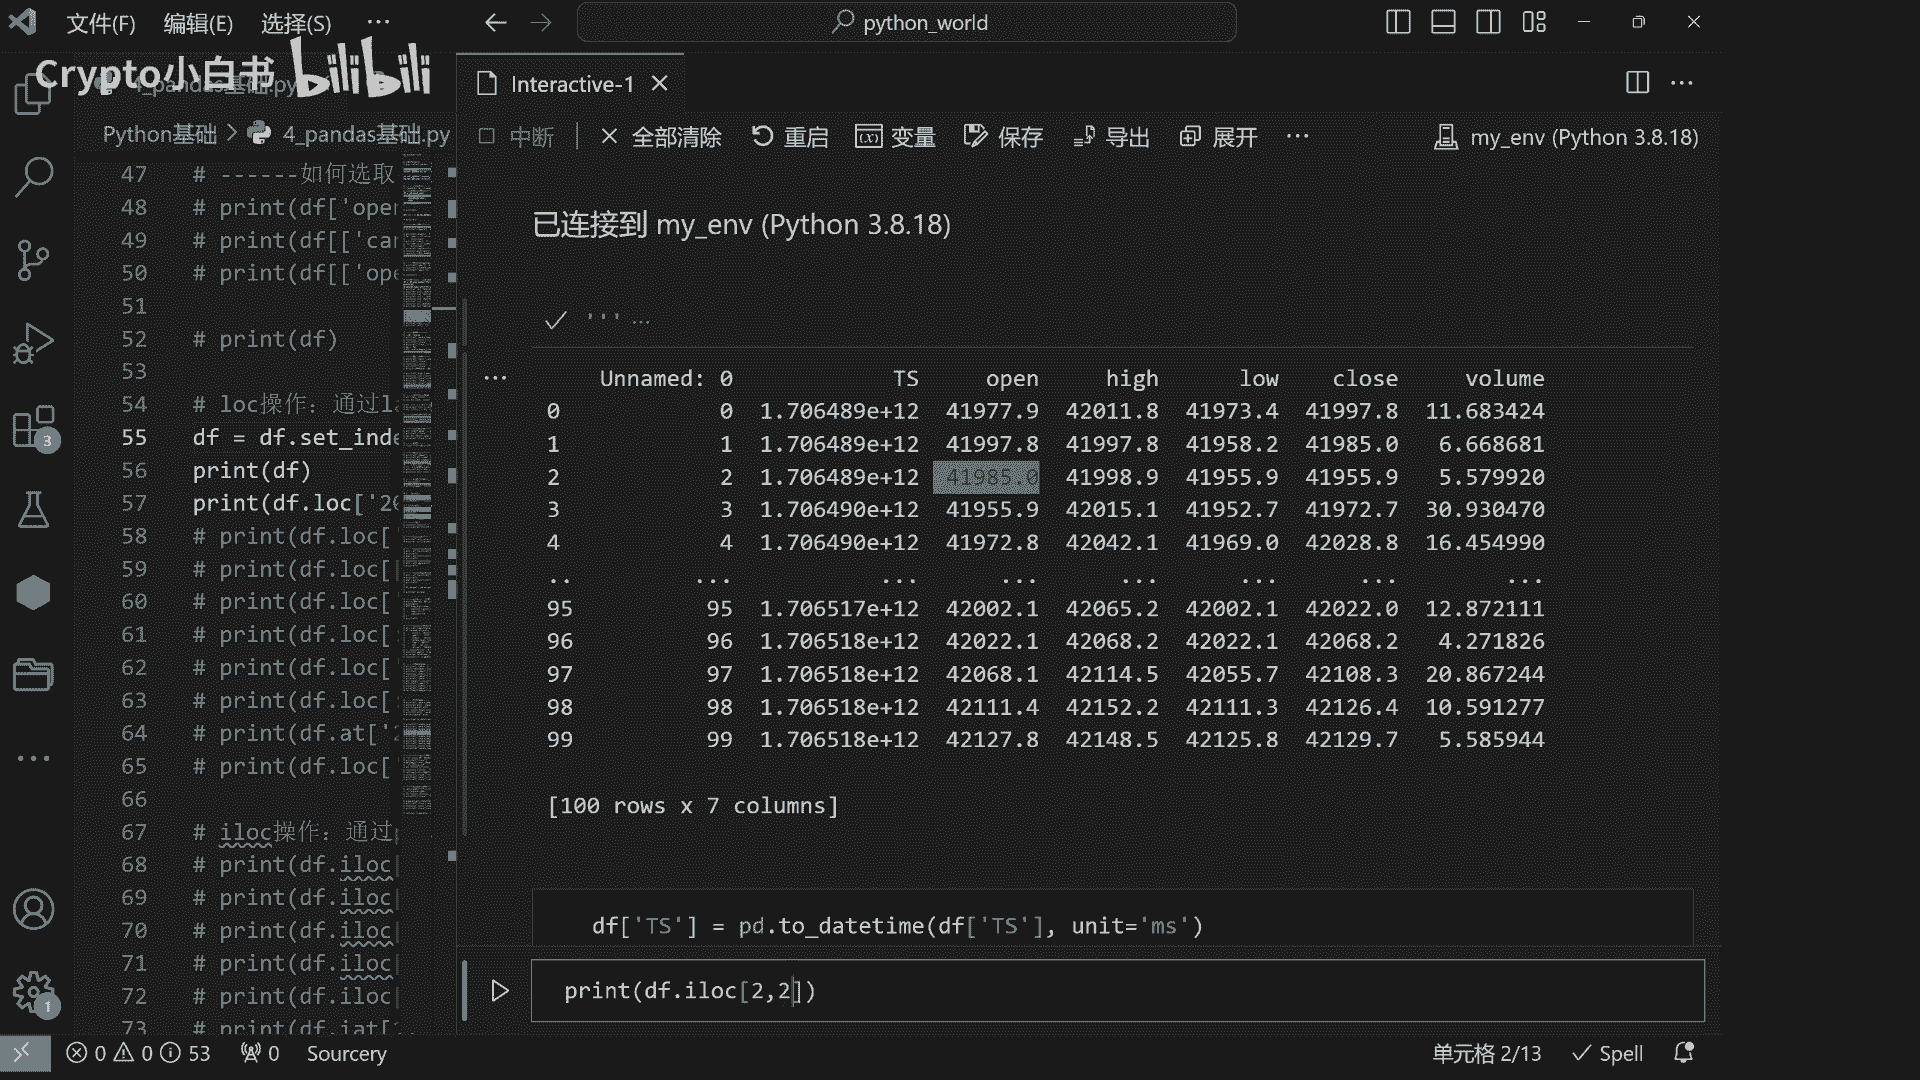 文件(F) 编辑(E) 选择(S) ··· python_world
Crypto小白书 bilibili
4_pandas基础.py
Interactive-1
Python基础 > 4_pandas基础.py
中断 全部清除 重启 变量 保存 导出 展开 ··· my_env (Python 3.8.18)
47 # ------如何选取
48 # print(df['ope
49 # print(df[['ca
50 # print(df[['op
51
52 # print(df)
53
54 # loc操作：通过la
55 df = df.set_inde
56 print(df)
57 print(df.loc['20
58 # print(df.loc[
59 # print(df.loc[
60 # print(df.loc[
61 # print(df.loc[
62 # print(df.loc[
63 # print(df.loc[
64 # print(df.at['
65 # print(df.loc[
66
67 # iloc操作：通过
68 # print(df.iloc
69 # print(df.iloc
70 # print(df.iloc
71 # print(df.iloc
72 # print(df.iloc
73 # print(df.iat[
已连接到 my_env (Python 3.8.18)
''' ...
Unnamed: 0 TS open high low close volume
0 0 1.706489e+12 41977.9 42011.8 41973.4 41997.8 11.683424
1 1 1.706489e+12 41997.8 41997.8 41958.2 41985.0 6.668681
2 2 1.706489e+12 41985.0 41998.9 41955.9 41955.9 5.579920
3 3 1.706490e+12 41955.9 42015.1 41952.7 41972.7 30.930470
4 4 1.706490e+12 41972.8 42042.1 41969.0 42028.8 16.454990
.. ... ... ... ... ... ... ...
95 95 1.706517e+12 42002.1 42065.2 42002.1 42022.0 12.872111
96 96 1.706518e+12 42022.1 42068.2 42022.1 42068.2 4.271826
97 97 1.706518e+12 42068.1 42114.5 42055.7 42108.3 20.867244
98 98 1.706518e+12 42111.4 42152.2 42111.3 42126.4 10.591277
99 99 1.706518e+12 42127.8 42148.5 42125.8 42129.7 5.585944
[100 rows x 7 columns]
df['TS'] = pd.to_datetime(df['TS'], unit='ms')
print(df.iloc[2,2])
3
1
0 0 53 0 Sourcery 单元格 2/13 Spell